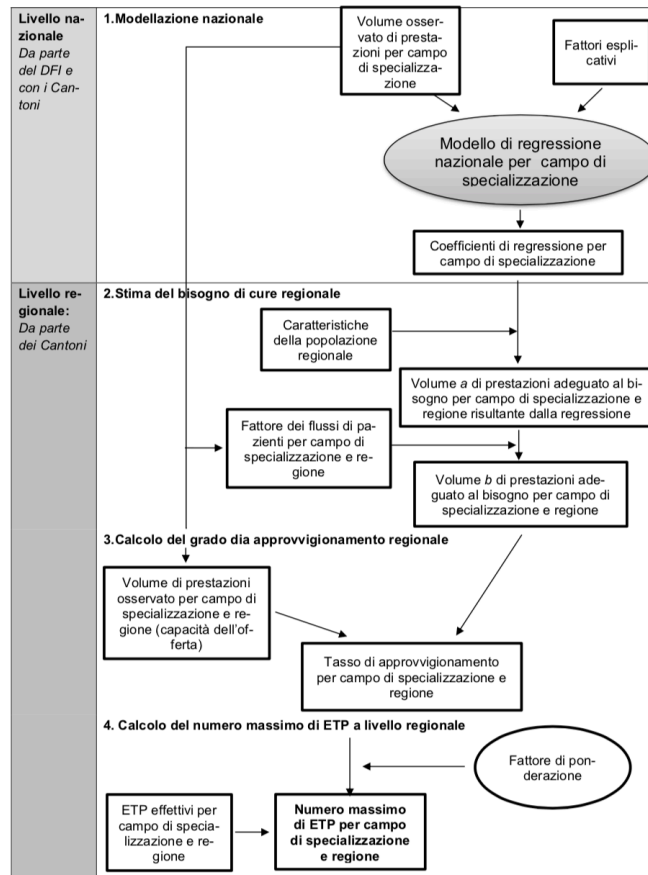 Livello na-
zionale
Da parte
del DFI e
con i Can-
toni
1.Modellazione nazionale
Volume osser-
vato di presta-
zioni per campo
di specializza-
zione
Fattori espli-
cativi
Modello di regressione
nazionale per campo di
specializzazione
Coefficienti di regressione per
campo di specializzazione
Livello re-
gionale:
Da parte
dei Cantoni
2.Stima del bisogno di cure regionale
Caratteristiche
della popolazione
regionale
Volume a di prestazioni adeguato al bi-
sogno per campo di specializzazione e
regione risultante dalla regressione
Fattore dei flussi di pa-
zienti per campo di
specializzazione e re-
gione
Volume b di prestazioni ade-
guato al bisogno per campo di
specializzazione e regione
3.Calcolo del grado dia approvvigionamento regionale
Volume di prestazioni
osservato per campo di
specializzazione e re-
gione (capacità dell'of-
ferta)
Tasso di approvvigionamento
per campo di specializzazione e
regione
4. Calcolo del numero massimo di ETP a livello regionale
Fattore di pon-
derazione
ETP effettivi per
campo di specia-
lizzazione e re-
gione
Numero massimo
di ETP per campo
di specializzazione
e regione